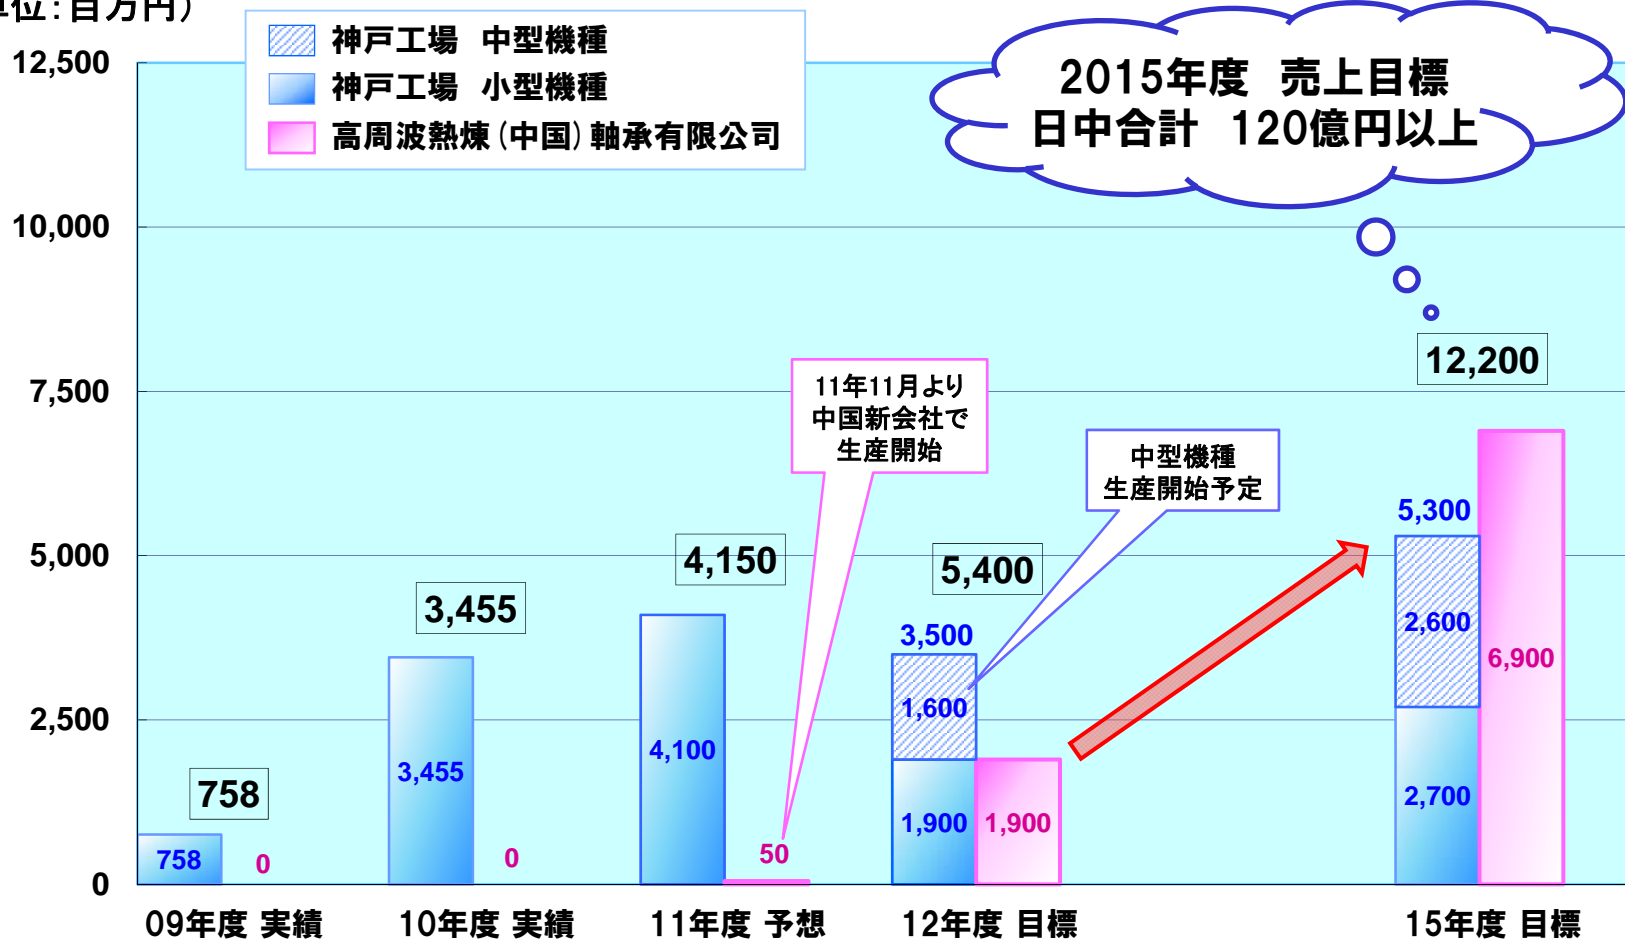 位：百万円）
神戸工場　中型機種
神戸工場　小型機種
高周波熱煉(中国)軸承有限公司
2015年度　売上目標
日中合計　120億円以上
12,500
10,000
7,500
5,000
2,500
0
12,200
11年11月より
中国新会社で
生産開始
中型機種
生産開始予定
758
758
0
3,455
3,455
0
4,150
4,100
50
5,400
3,500
1,600
1,900
1,900
5,300
2,600
2,700
6,900
09年度 実績
10年度 実績
11年度 予想
12年度 目標
15年度 目標